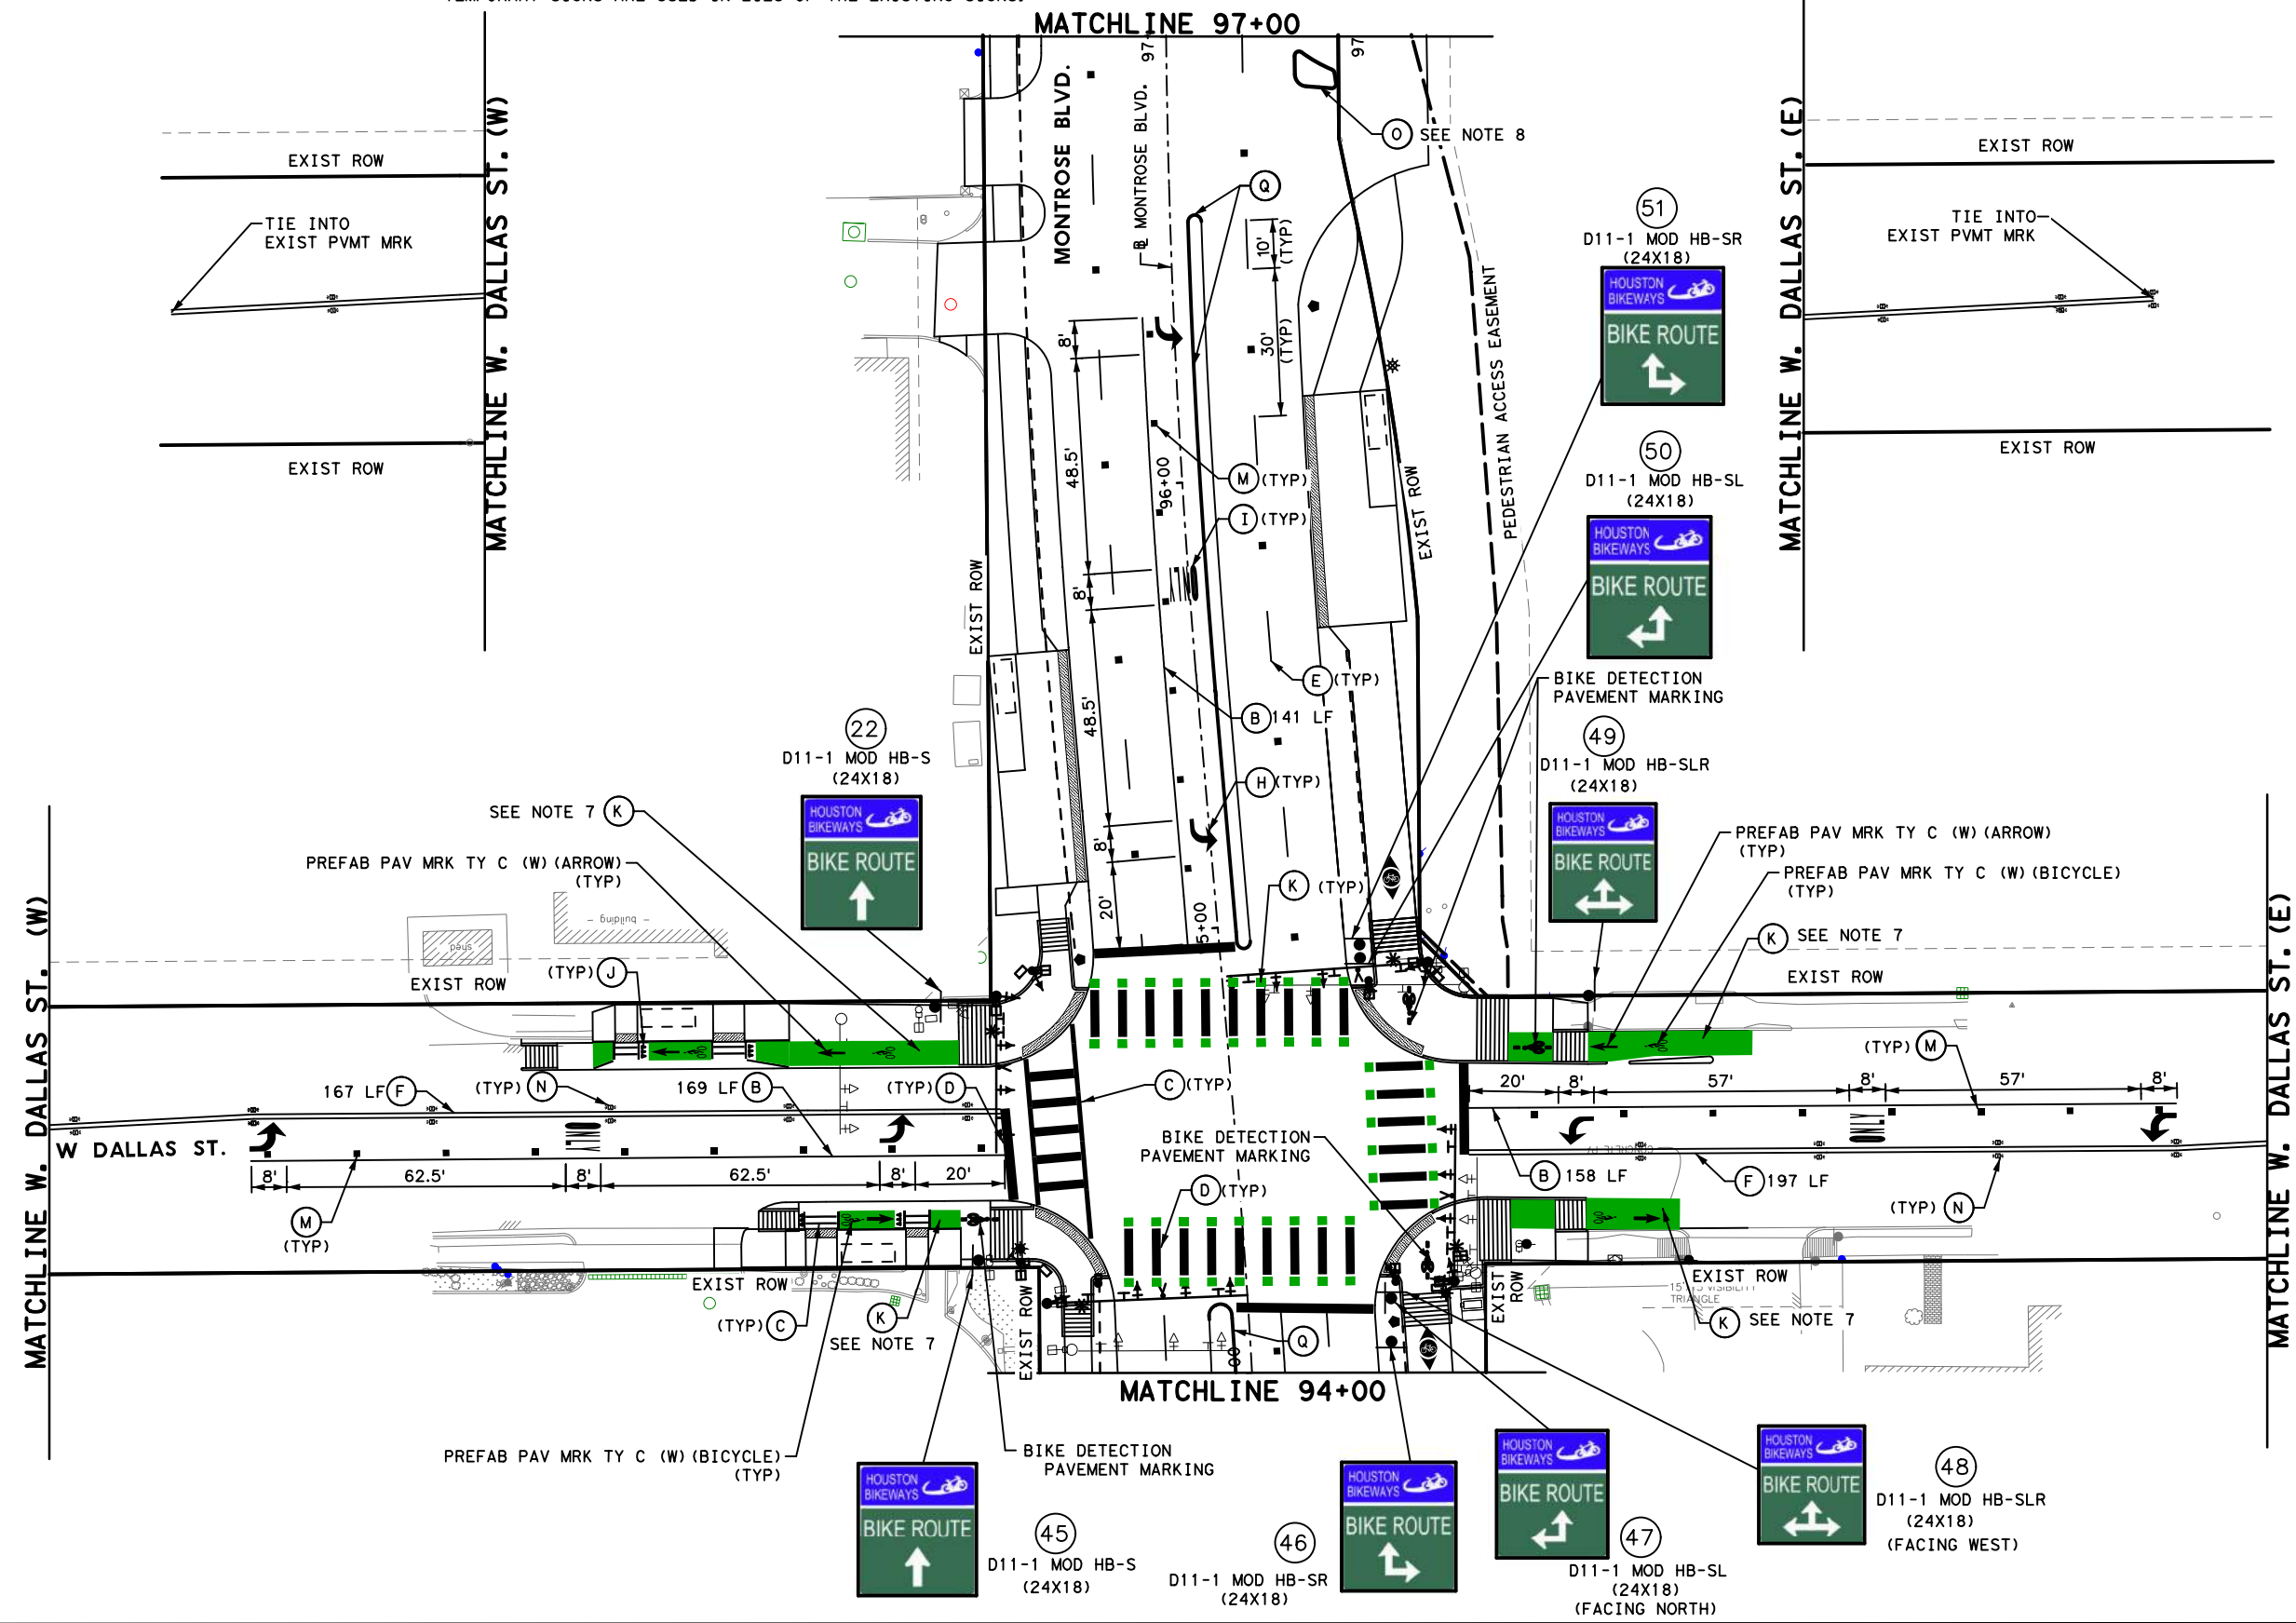 MATCHLINE 97+00
MATCHLINE W. DALLAS ST. (W)
EXIST ROW
TIE INTO
EXIST PVMT MRK
EXIST ROW
MONTROSE BLVD.
MONTROSE BLVD.
97
97
O SEE NOTE 8
Q
10'
(TYP)
30'
(TYP)
8'
48.5'
8'
48.5'
8'
20'
96+00
M (TYP)
I (TYP)
E (TYP)
B 141 LF
H (TYP)
K (TYP)
5+00
EXIST ROW
EXIST ROW
PEDESTRIAN ACCESS EASEMENT
51
D11-1 MOD HB-SR
(24X18)
HOUSTON
BIKEWAYS
BIKE ROUTE
50
D11-1 MOD HB-SL
(24X18)
HOUSTON
BIKEWAYS
BIKE ROUTE
BIKE DETECTION
PAVEMENT MARKING
49
D11-1 MOD HB-SLR
(24X18)
HOUSTON
BIKEWAYS
BIKE ROUTE
MATCHLINE W. DALLAS ST. (E)
EXIST ROW
TIE INTO
EXIST PVMT MRK
EXIST ROW
22
D11-1 MOD HB-S
(24X18)
HOUSTON
BIKEWAYS
BIKE ROUTE
SEE NOTE 7 K
PREFAB PAV MRK TY C (W) (ARROW)
(TYP)
PREFAB PAV MRK TY C (W) (ARROW)
(TYP)
PREFAB PAV MRK TY C (W) (BICYCLE)
(TYP)
K SEE NOTE 7
EXIST ROW
- building -
shed
EXIST ROW
(TYP) J
MATCHLINE W. DALLAS ST. (W)
MATCHLINE W. DALLAS ST. (E)
167 LF F
(TYP) N
169 LF B
(TYP) D
C (TYP)
(TYP) M
W DALLAS ST.
8'
62.5'
8'
62.5'
8'
20'
20'
8'
57'
8'
57'
8'
M
(TYP)
BIKE DETECTION
PAVEMENT MARKING
D (TYP)
B 158 LF
F 197 LF
(TYP) N
EXIST ROW
(TYP) C
K
SEE NOTE 7
EXIST ROW
Q
00
EXIST
ROW
EXIST ROW
TRIANGLE
K SEE NOTE 7
MATCHLINE 94+00
PREFAB PAV MRK TY C (W) (BICYCLE)
(TYP)
BIKE DETECTION
PAVEMENT MARKING
HOUSTON
BIKEWAYS
BIKE ROUTE
45
D11-1 MOD HB-S
(24X18)
46
D11-1 MOD HB-SR
(24X18)
HOUSTON
BIKEWAYS
BIKE ROUTE
HOUSTON
BIKEWAYS
BIKE ROUTE
47
D11-1 MOD HB-SL
(24X18)
(FACING NORTH)
HOUSTON
BIKEWAYS
BIKE ROUTE
48
D11-1 MOD HB-SLR
(24X18)
(FACING WEST)